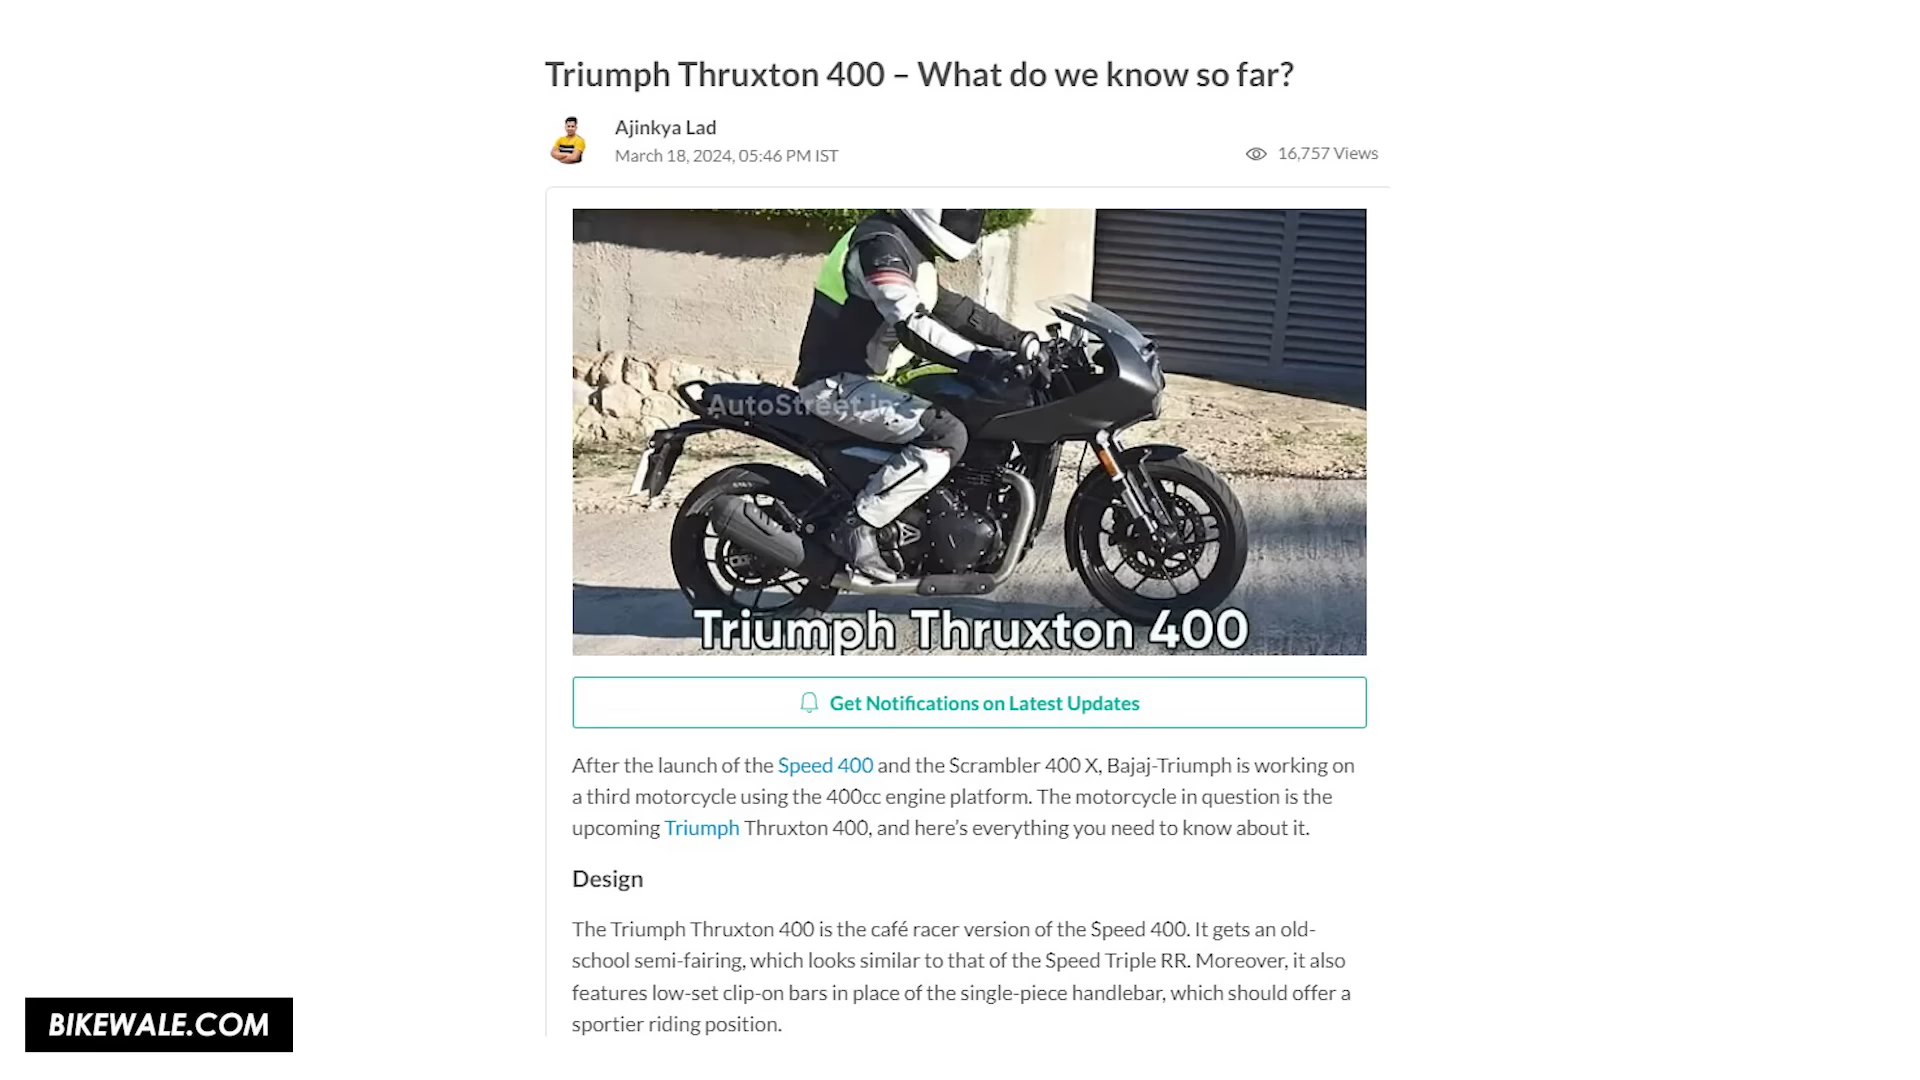 Triumph Thruxton 400 – What do we know so far?
Ajinkya Lad
March 18, 2024, 05:46 PM IST
16,757 Views
AutoStreet.in
Triumph Thruxton 400
Get Notifications on Latest Updates
After the launch of the Speed 400 and the Scrambler 400 X, Bajaj-Triumph is working on
a third motorcycle using the 400cc engine platform. The motorcycle in question is the
upcoming Triumph Thruxton 400, and here’s everything you need to know about it.
Design
The Triumph Thruxton 400 is the café racer version of the Speed 400. It gets an old-
school semi-fairing, which looks similar to that of the Speed Triple RR. Moreover, it also
features low-set clip-on bars in place of the single-piece handlebar, which should offer a
sportier riding position.
BIKEWALE.COM